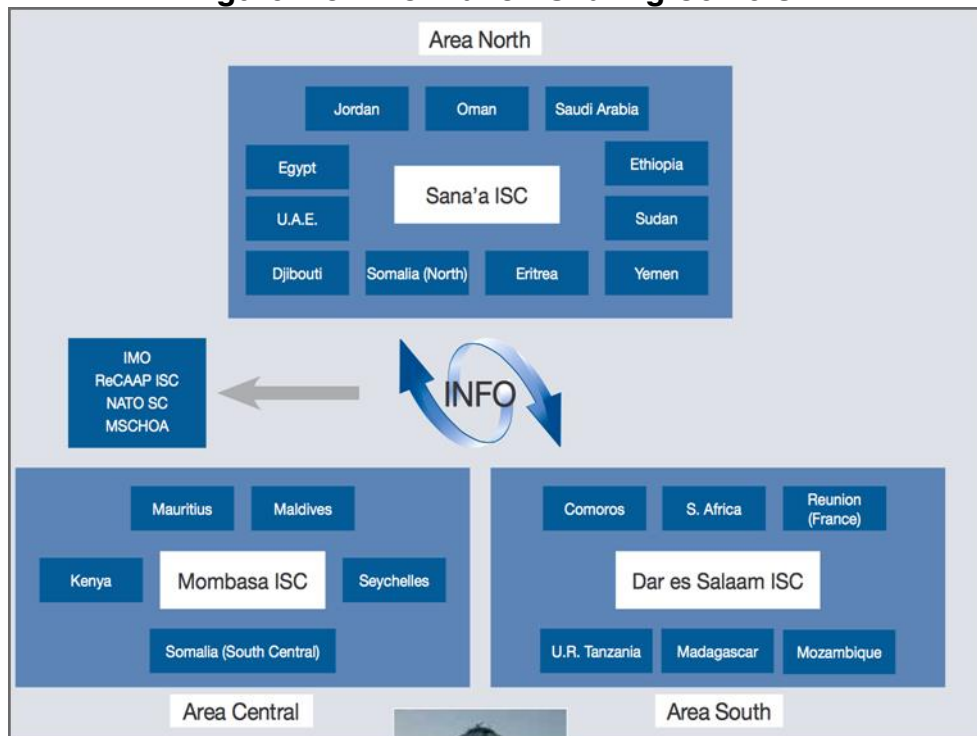 Area North
Jordan
Oman
Saudi Arabia
Egypt
Ethiopia
Sana'a ISC
U.A.E.
Sudan
Djibouti
Somalia (North)
Eritrea
Yemen
IMO
ReCAAP ISC
NATO SC
MSCHOA
INFO
Mauritius
Maldives
Kenya
Mombasa ISC
Seychelles
Somalia (South Central)
Area Central
Comoros
S. Africa
Reunion
(France)
Dar es Salaam ISC
U.R. Tanzania
Madagascar
Mozambique
Area South